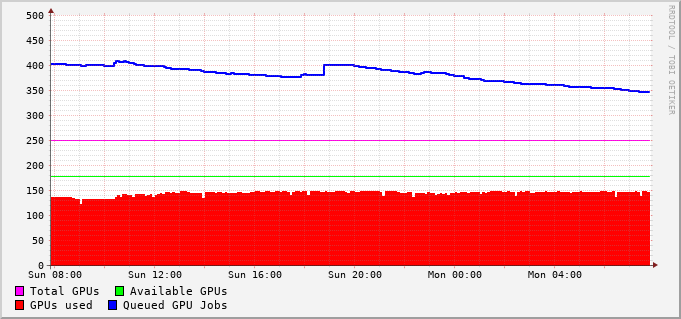 500
450
400
350
300
250
200
150
100
50
0
Sun 08:00 Sun 12:00 Sun 16:00 Sun 20:00 Mon 00:00 Mon 04:00
Total GPUs Available GPUs
GPUs used Queued GPU Jobs
RRDTOOL / TOBI OETIKER